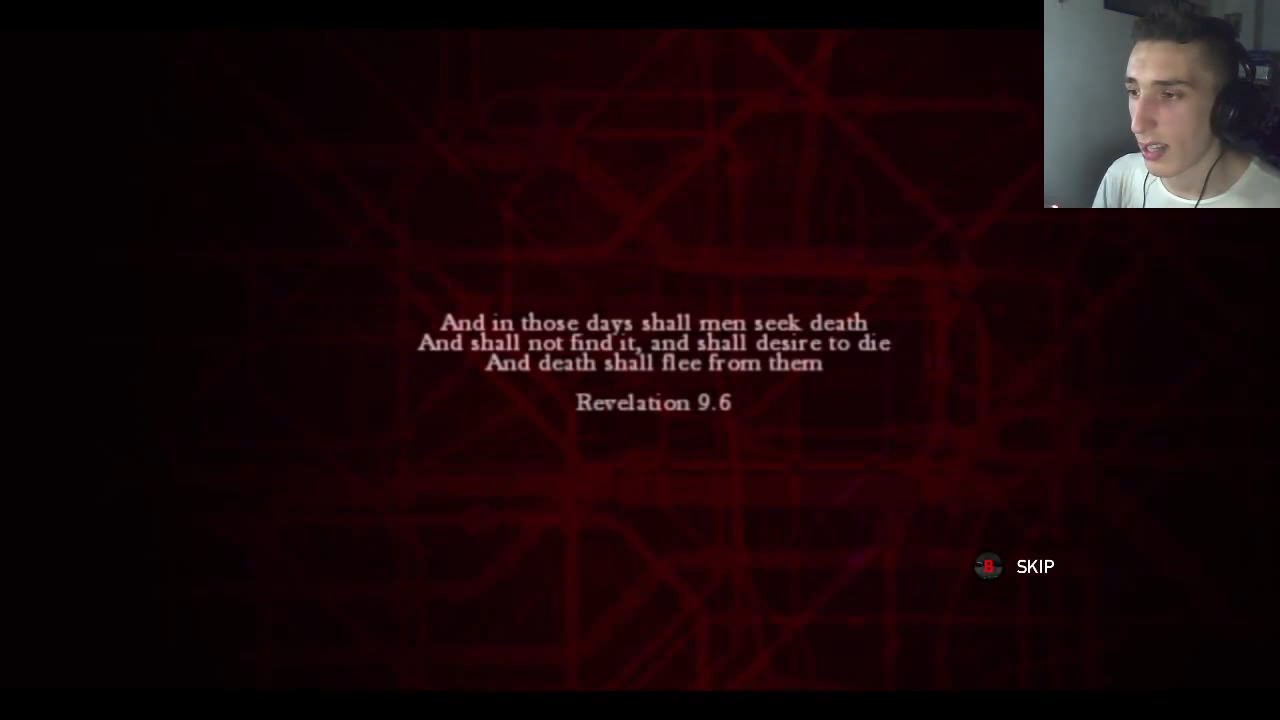 And in those days shall men seek death
And shall not find it, and shall desire to die
And death shall flee from them
Revelation 9.6
B SKIP